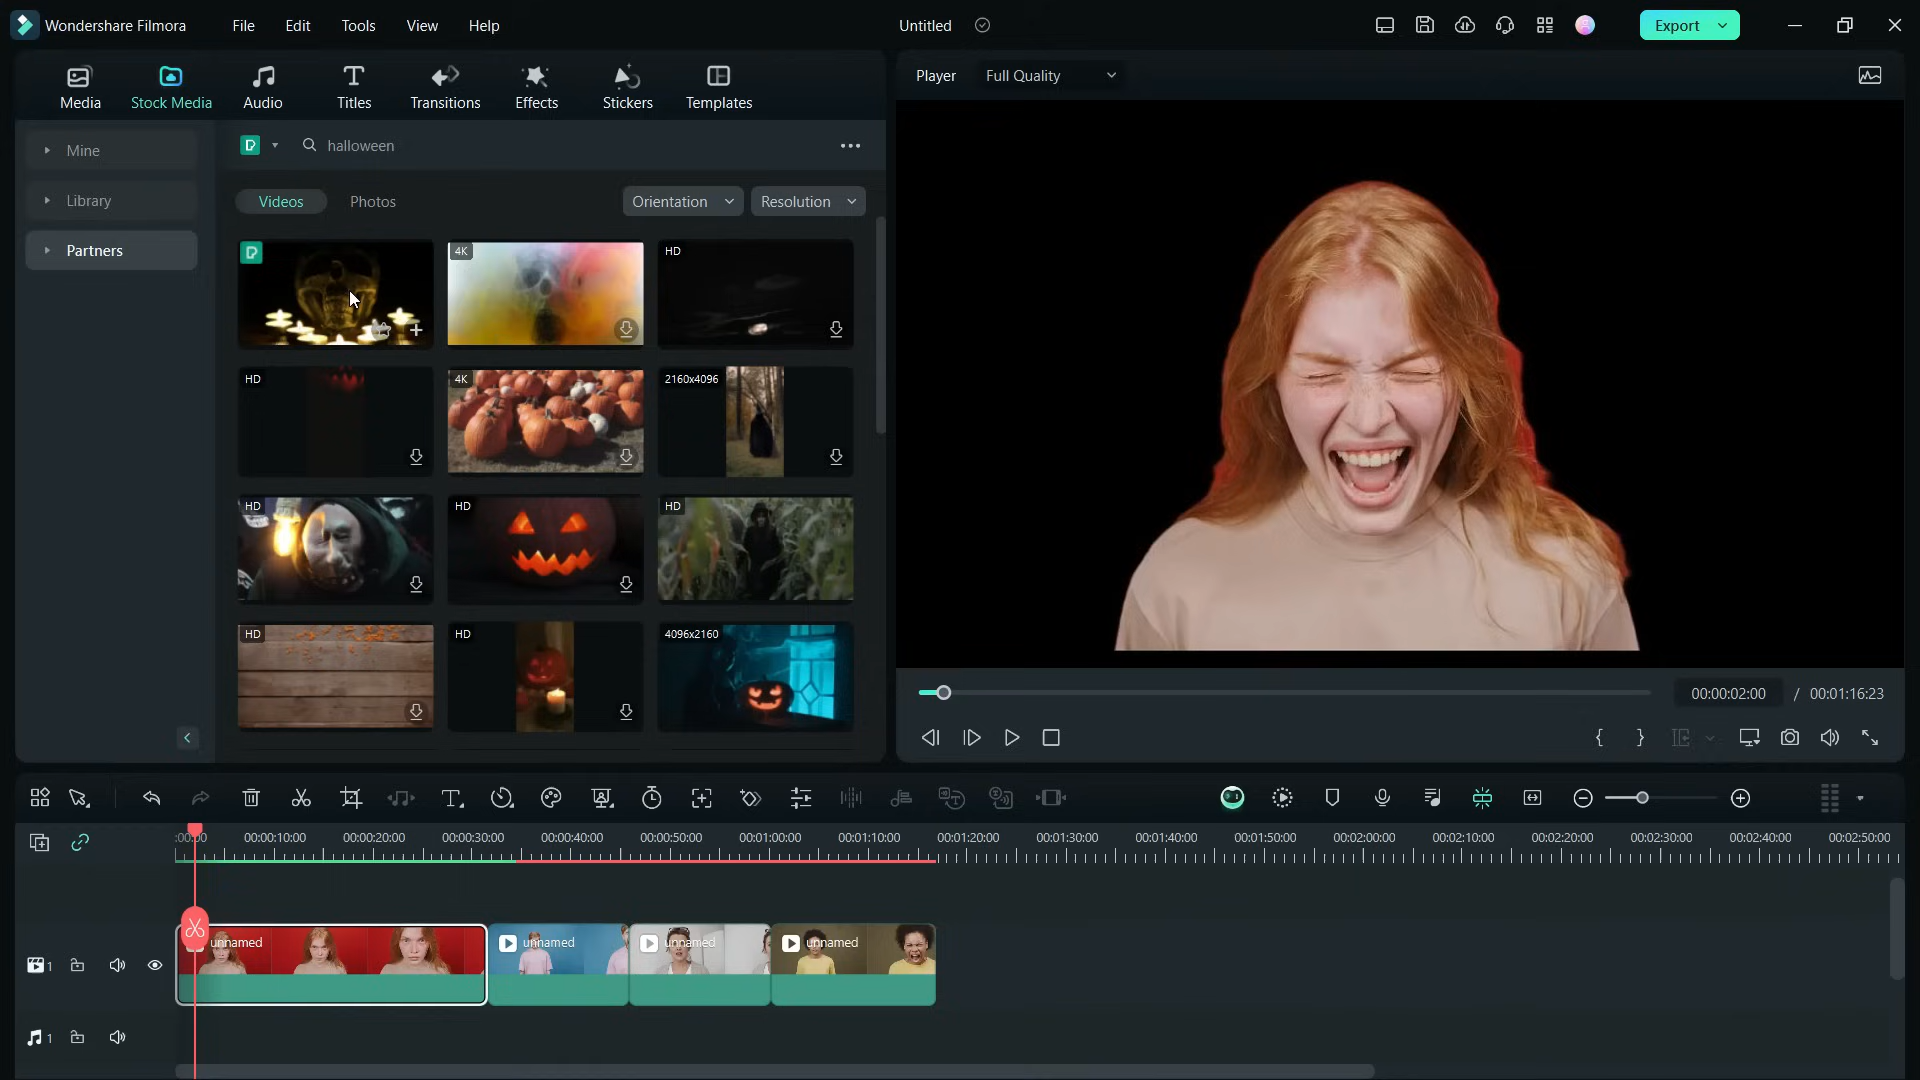 Wondershare Filmora
File
Edit
Tools
View
Help
Untitled
Export
Media
Stock Media
Audio
Titles
Transitions
Effects
Stickers
Templates
Player
Full Quality
Mine
Library
Partners
halloween
Videos
Photos
Orientation
Resolution
4K
HD
HD
4K
2160x4096
HD
HD
HD
HD
HD
4096x2160
00:00:02:00 / 00:01:16:23
:00:00
00:00:10:00
00:00:20:00
00:00:30:00
00:00:40:00
00:00:50:00
00:01:00:00
00:01:10:00
00:01:20:00
00:01:30:00
00:01:40:00
00:01:50:00
00:02:00:00
00:02:10:00
00:02:20:00
00:02:30:00
00:02:40:00
00:02:50:00
unnamed
unnamed
unnamed
unnamed
1
1